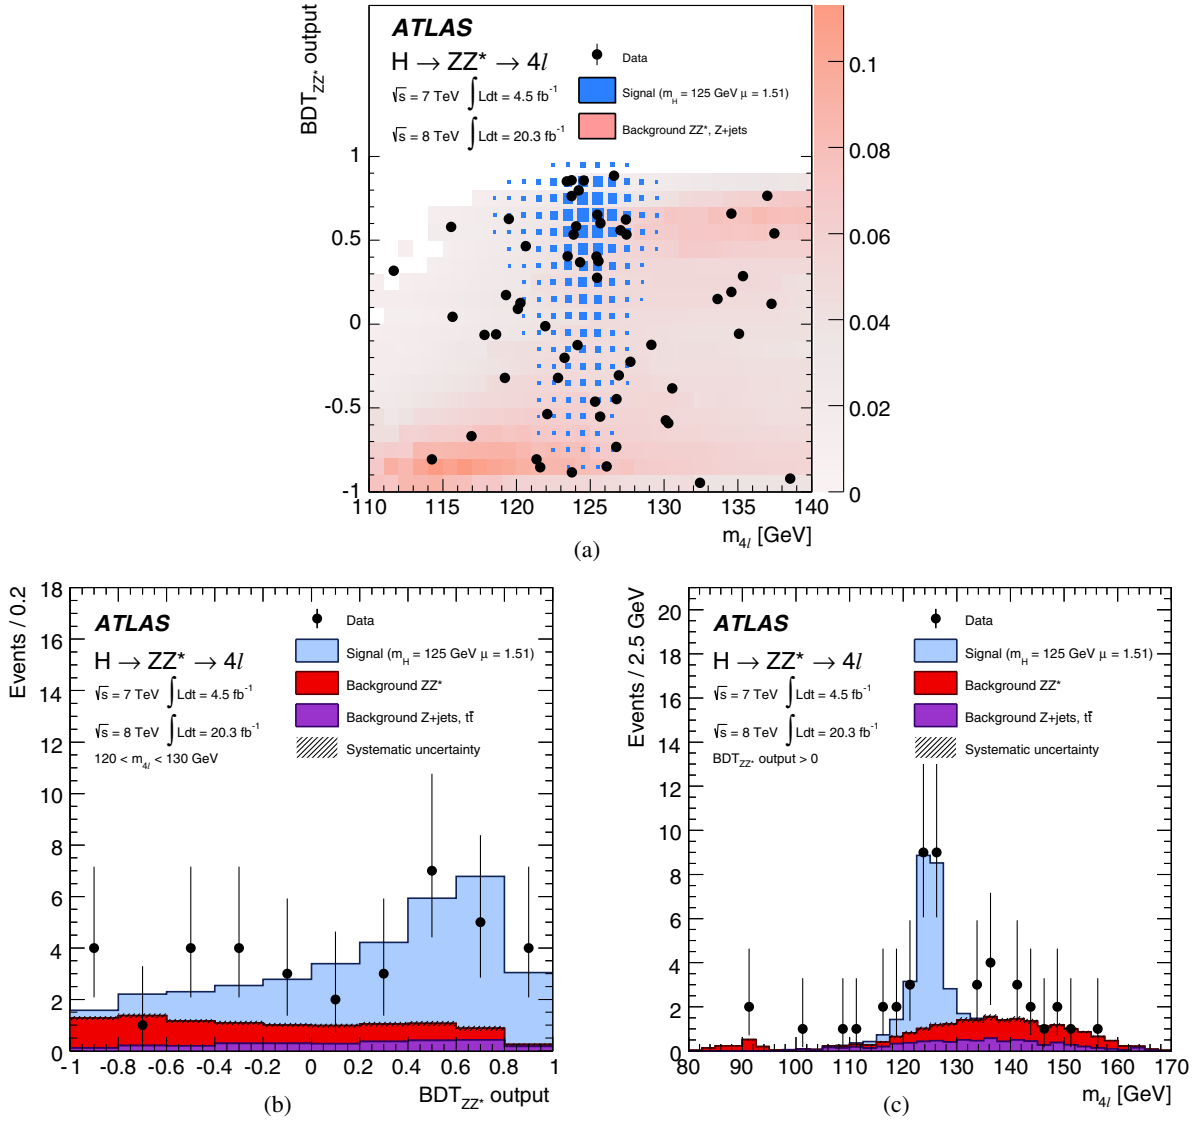 BDT_ZZ* output
ATLAS
H → ZZ* → 4l
√s = 7 TeV ∫Ldt = 4.5 fb⁻¹
√s = 8 TeV ∫Ldt = 20.3 fb⁻¹
Data
Signal (m_H = 125 GeV μ = 1.51)
Background ZZ*, Z+jets
1
0.5
0
-0.5
-1
110 115 120 125 130 135 140
m_4l [GeV]
0.1
0.08
0.06
0.04
0.02
0
(a)
Events / 0.2
18
16
14
12
10
8
6
4
2
0
ATLAS
H → ZZ* → 4l
√s = 7 TeV ∫Ldt = 4.5 fb⁻¹
√s = 8 TeV ∫Ldt = 20.3 fb⁻¹
120 < m_4l < 130 GeV
Data
Signal (m_H = 125 GeV μ = 1.51)
Background ZZ*
Background Z+jets, tt̄
Systematic uncertainty
-1 -0.8 -0.6 -0.4 -0.2 0 0.2 0.4 0.6 0.8 1
BDT_ZZ* output
(b)
Events / 2.5 GeV
20
18
16
14
12
10
8
6
4
2
0
ATLAS
H → ZZ* → 4l
√s = 7 TeV ∫Ldt = 4.5 fb⁻¹
√s = 8 TeV ∫Ldt = 20.3 fb⁻¹
BDT_ZZ* output > 0
Data
Signal (m_H = 125 GeV μ = 1.51)
Background ZZ*
Background Z+jets, tt̄
Systematic uncertainty
80 90 100 110 120 130 140 150 160 170
m_4l [GeV]
(c)